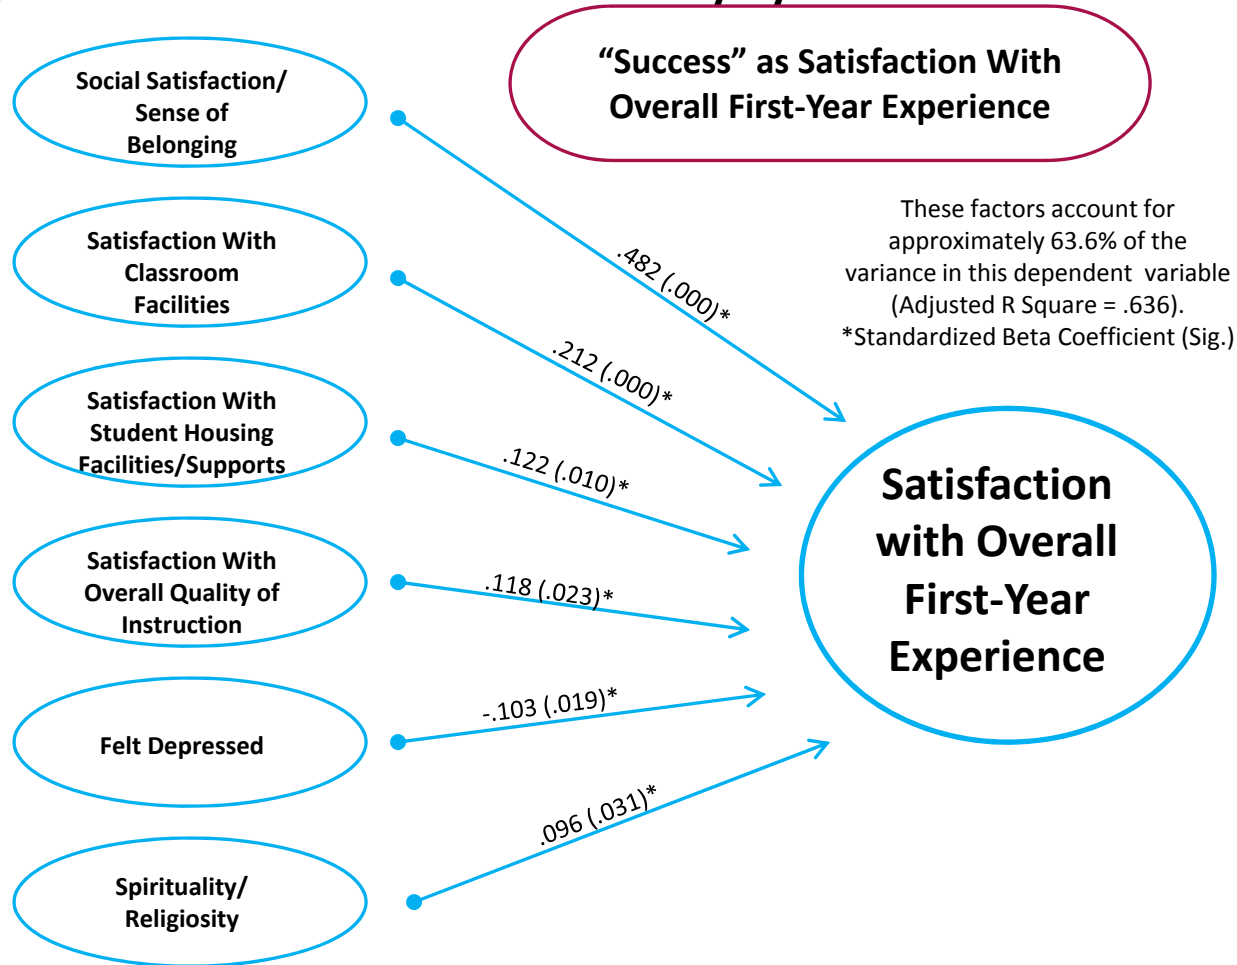 “Success” as Satisfaction With
Overall First-Year Experience
Social Satisfaction/
Sense of
Belonging
Satisfaction With
Classroom
Facilities
Satisfaction With
Student Housing
Facilities/Supports
Satisfaction With
Overall Quality of
Instruction
Felt Depressed
Spirituality/
Religiosity
.482 (.000)*
.212 (.000)*
.122 (.010)*
.118 (.023)*
-.103 (.019)*
.096 (.031)*
These factors account for
approximately 63.6% of the
variance in this dependent  variable
(Adjusted R Square = .636).
*Standardized Beta Coefficient (Sig.)
Satisfaction
with Overall
First-Year
Experience